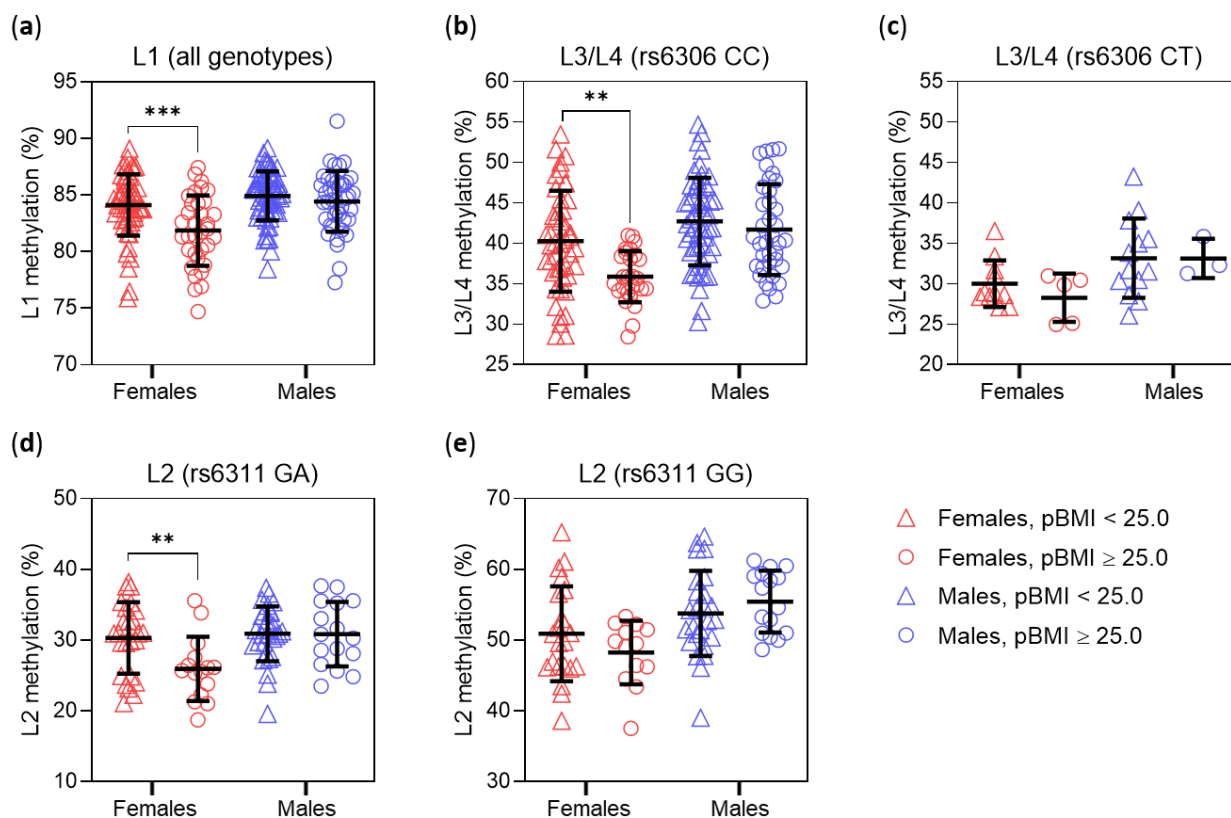 (a)
L1 (all genotypes)
L1 methylation (%)
95
90
85
80
75
70
***
Females
Males
(b)
L3/L4 (rs6306 CC)
L3/L4 methylation (%)
60
55
50
45
40
35
30
25
**
Females
Males
(c)
L3/L4 (rs6306 CT)
L3/L4 methylation (%)
55
50
45
40
35
30
25
20
Females
Males
(d)
L2 (rs6311 GA)
L2 methylation (%)
50
40
30
20
10
**
Females
Males
(e)
L2 (rs6311 GG)
L2 methylation (%)
70
60
50
40
30
Females
Males
Females, pBMI < 25.0
Females, pBMI ≥ 25.0
Males, pBMI < 25.0
Males, pBMI ≥ 25.0